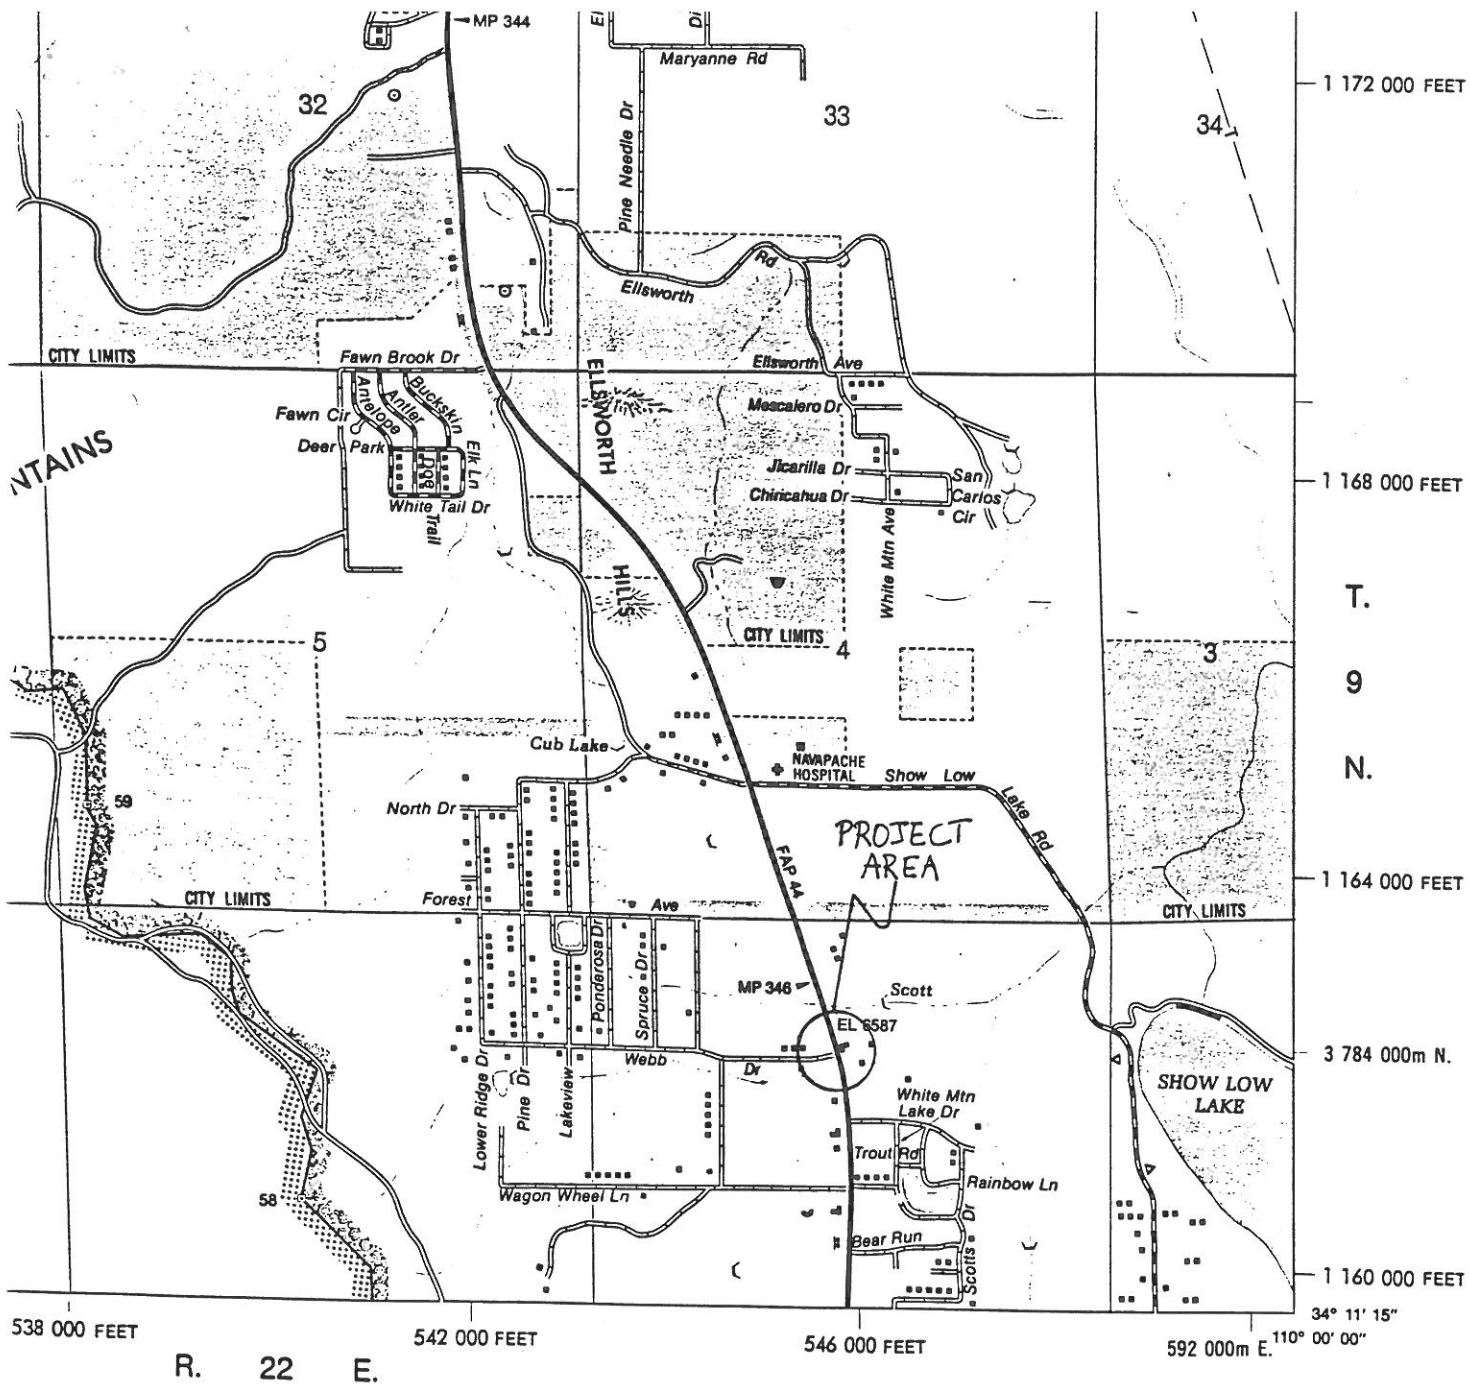 MP 344
El
Di
Maryanne Rd
1 172 000 FEET
32
33
34
Pine Needle Dr
T
Rd
Ellsworth
CITY LIMITS
Fawn Brook Dr
ELLSWORTH
Ellsworth Ave
Antelope
Antler
Buckskin
Fawn Cir
Mescalero Dr
Deer Park
Elk Ln
NTAINS
Doe
Trail
Jicarilla Dr
San
Carlos
Cir
1 168 000 FEET
Chiricahua Dr
White Tail Dr
White Mtn Ave
HILLS
T.
CITY LIMITS
5
4
3
9
Cub Lake
NAVAPACHE
HOSPITAL
Show Low
Lake Rd
N.
59
North Dr
PROJECT
AREA
FAP 44
1 164 000 FEET
CITY LIMITS
Forest
Ave
CITY LIMITS
Ponderosa Dr
Spruce Dr
MP 346
Scott
EL 6587
Webb
Dr
3 784 000m N.
Lower Ridge Dr
Pine Dr
Lakeview
White Mtn
Lake Dr
SHOW LOW
LAKE
Trout Rd
58
Wagon Wheel Ln
Rainbow Ln
Bear Run
Scotts Dr
1 160 000 FEET
34° 11' 15"
110° 00' 00"
538 000 FEET
542 000 FEET
546 000 FEET
592 000m E.
R. 22 E.